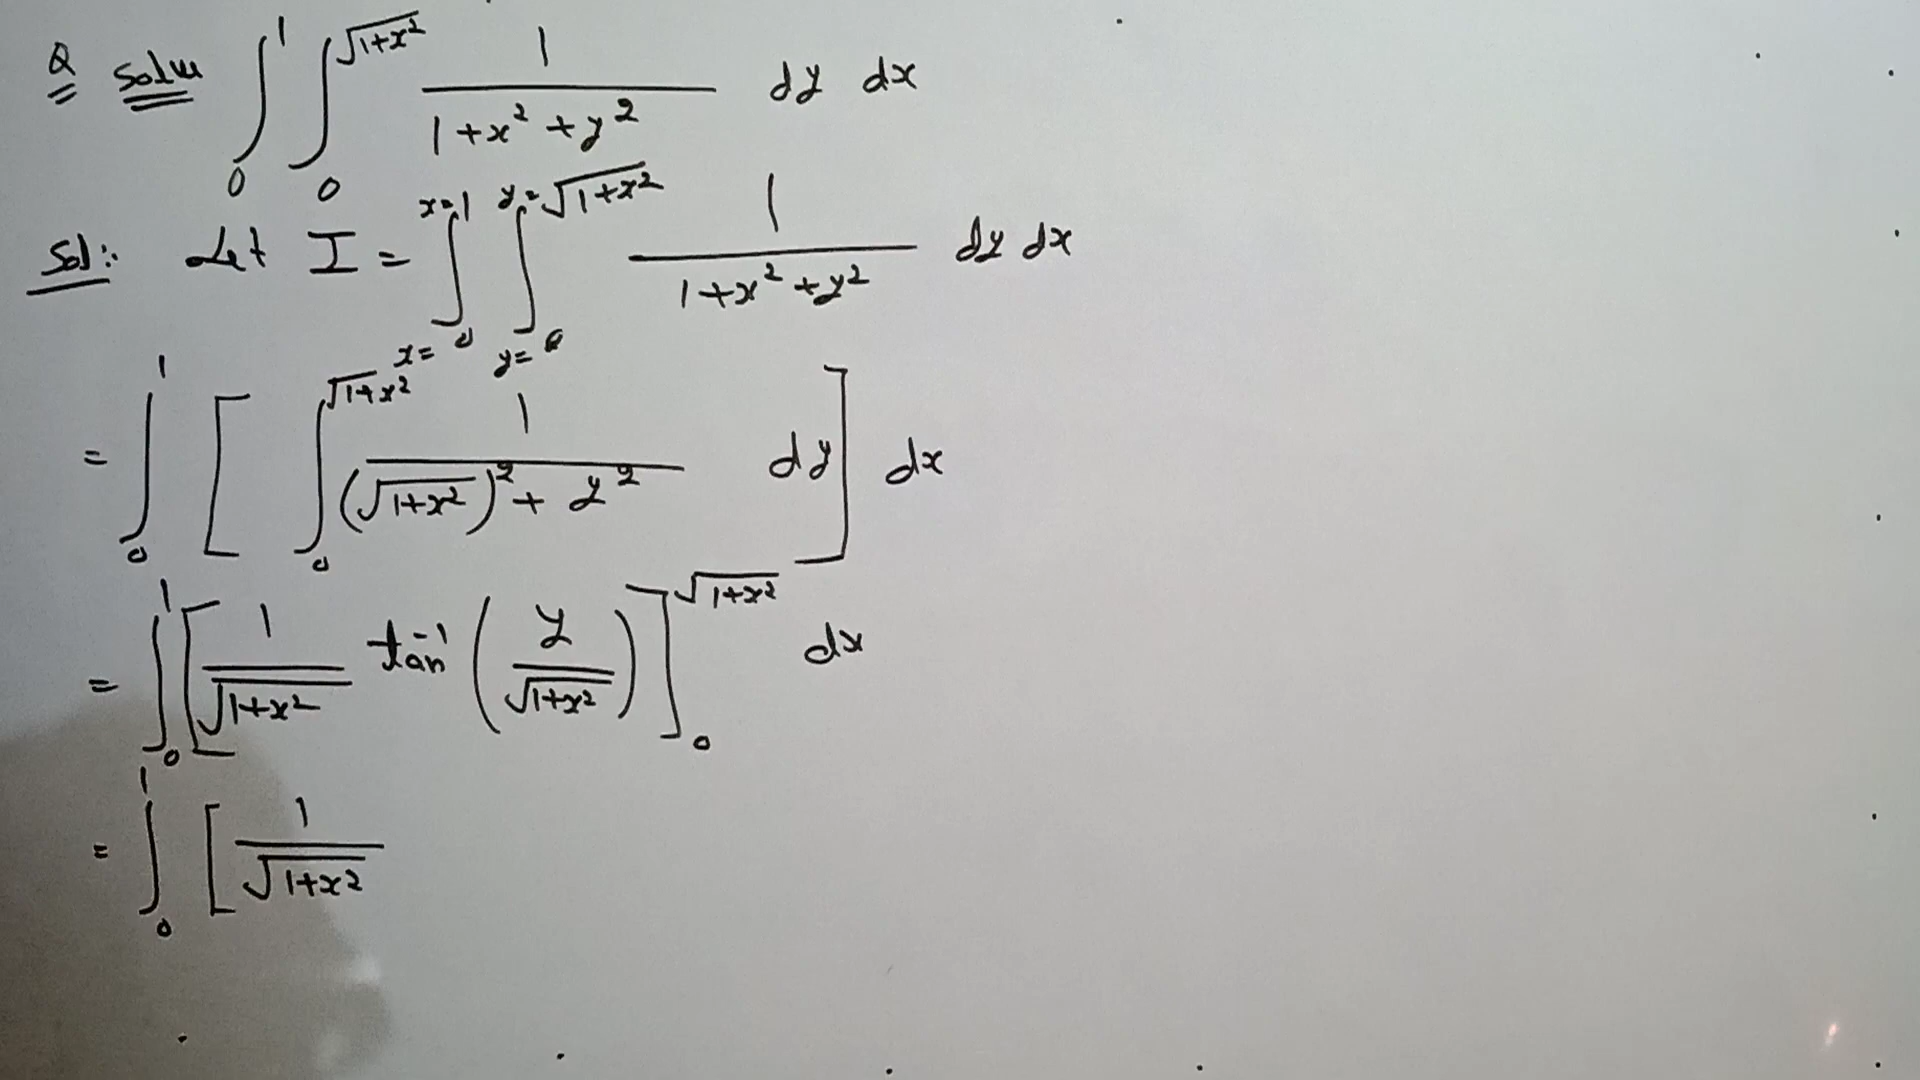 Q Solve ∫₀¹ ∫₀^√(1+x²) 1/(1+x²+y²) dy dx
Sol:- Let I = ∫_{x=0}^{x=1} ∫_{y=0}^{y=√(1+x²)} 1/(1+x²+y²) dy dx
= ∫₀¹ [ ∫₀^√(1+x²) 1/((√(1+x²))² + y²) dy ] dx
= ∫₀¹ [ 1/√(1+x²) tan⁻¹ ( y/√(1+x²) ) ]₀^√(1+x²) dx
= ∫₀¹ [ 1/√(1+x²)